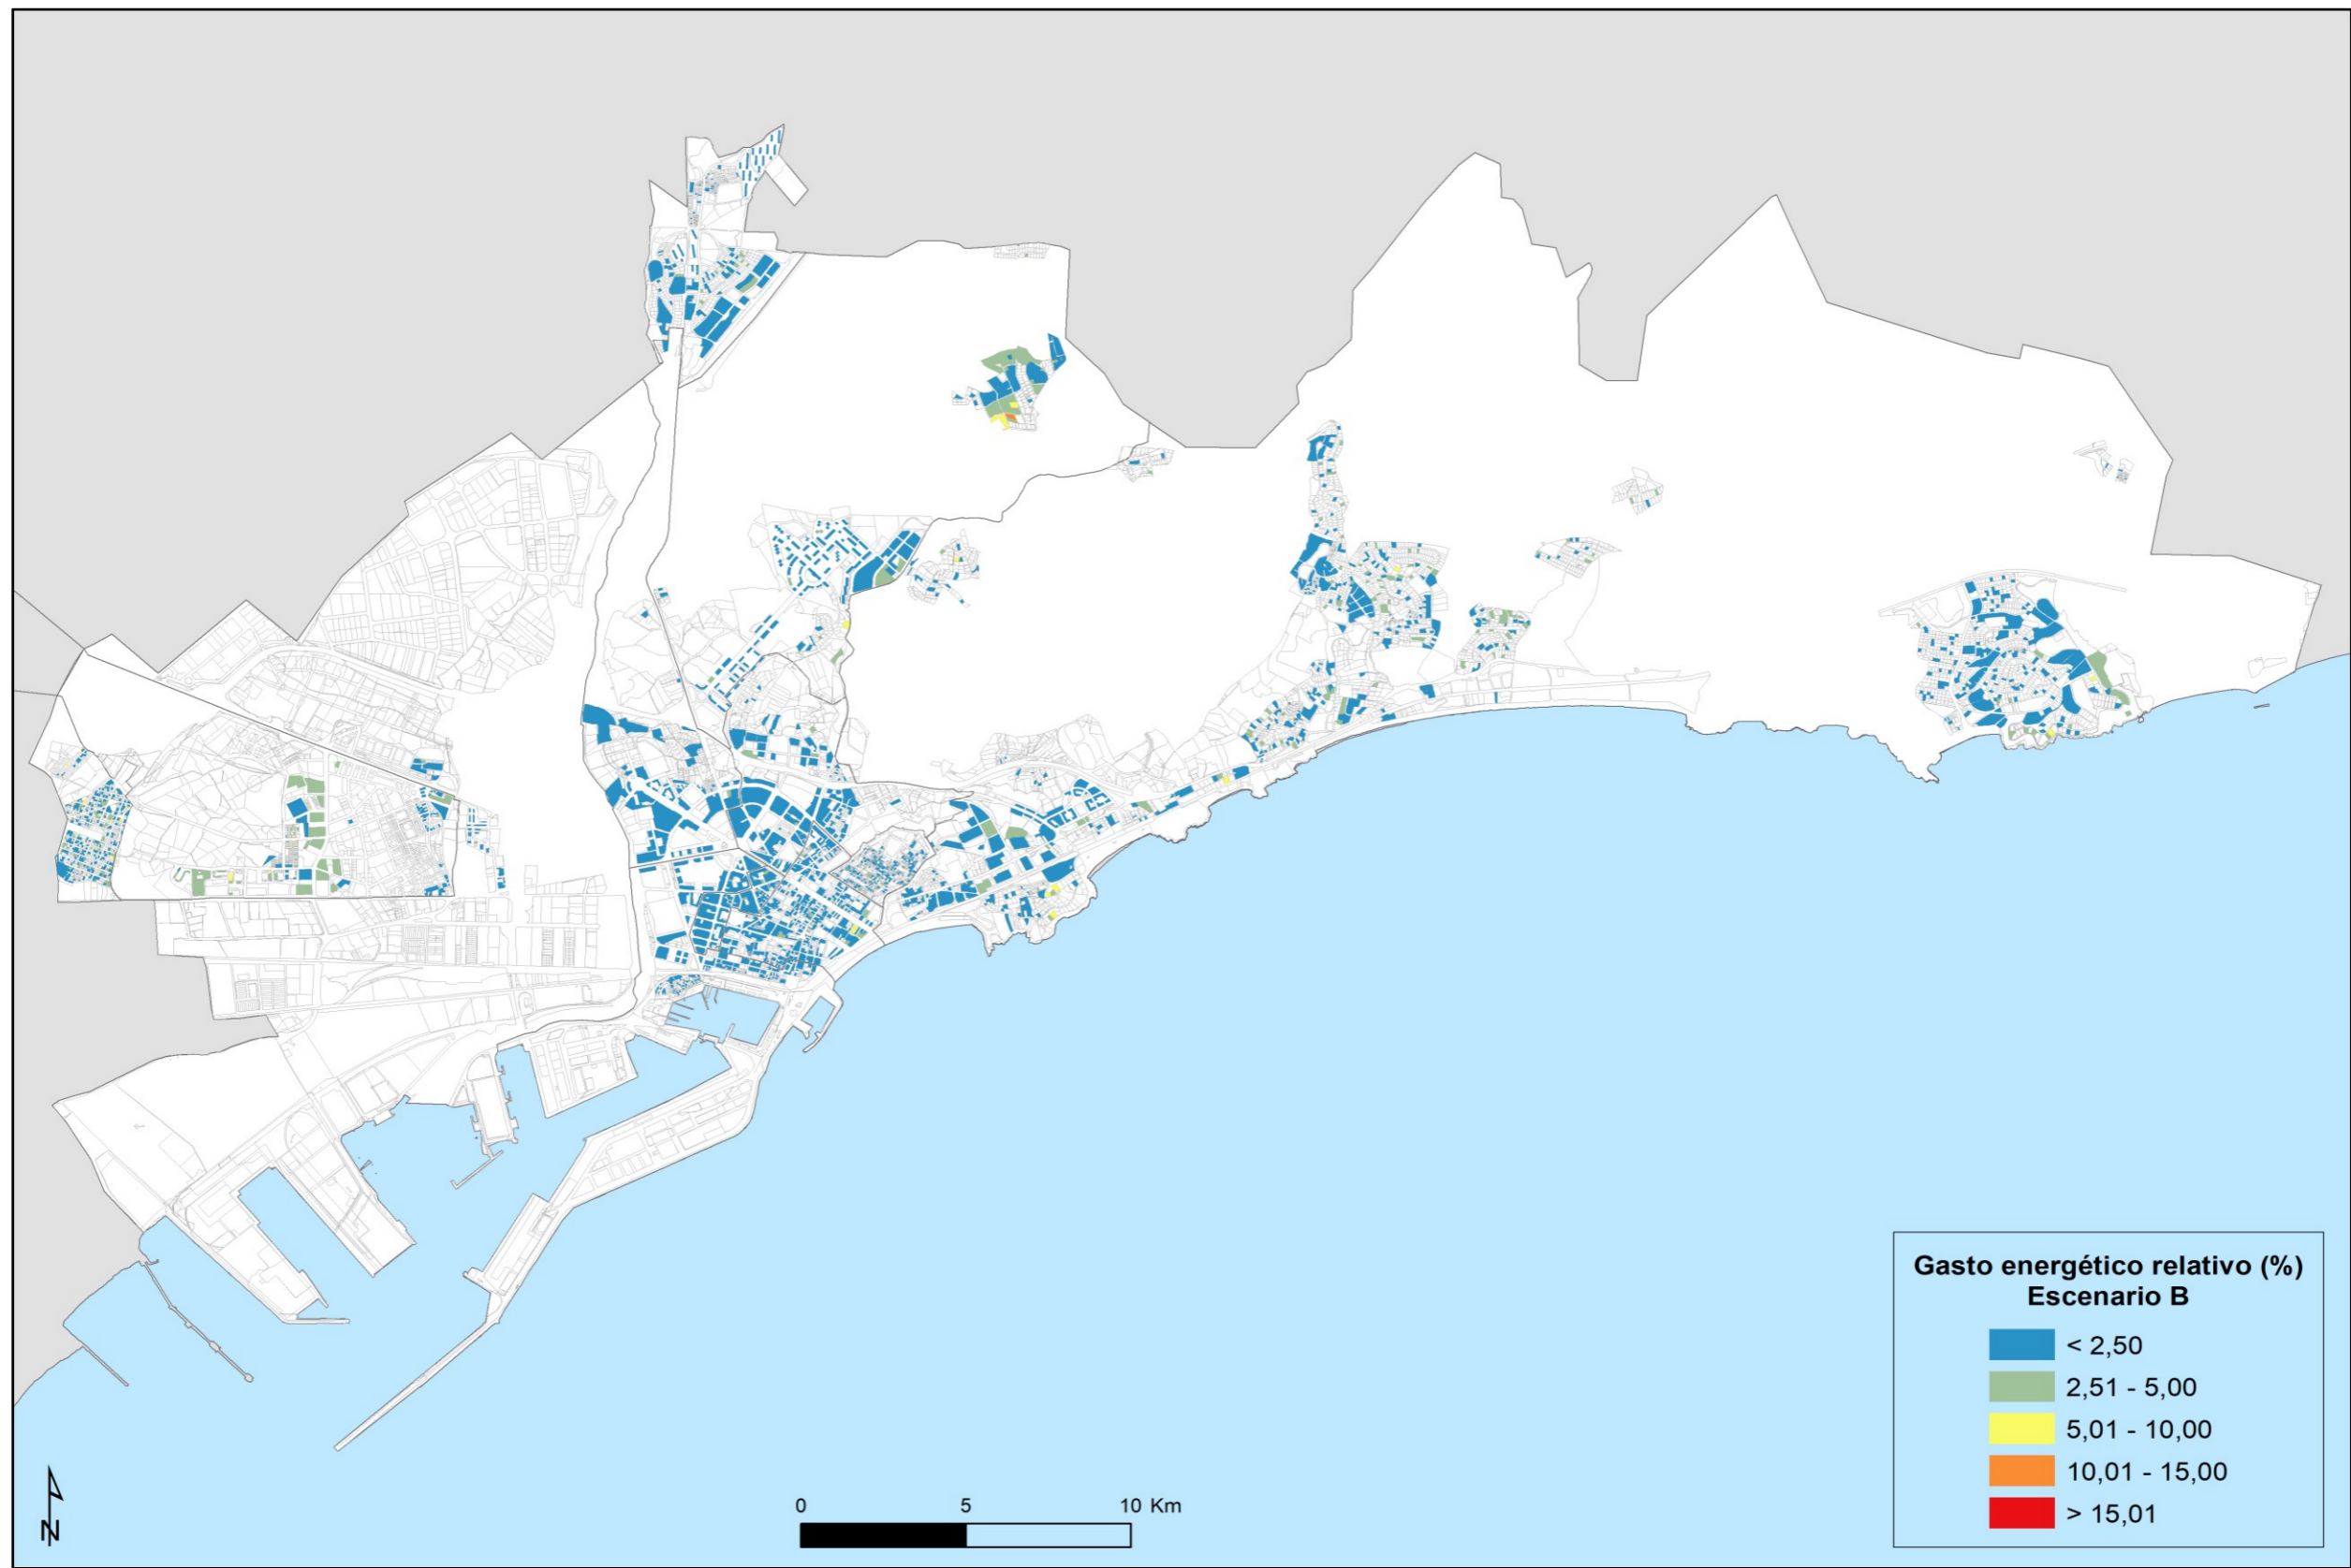 Gasto energético relativo (%)
Escenario B
< 2,50
2,51 - 5,00
5,01 - 10,00
10,01 - 15,00
> 15,01
0 5 10 Km
N